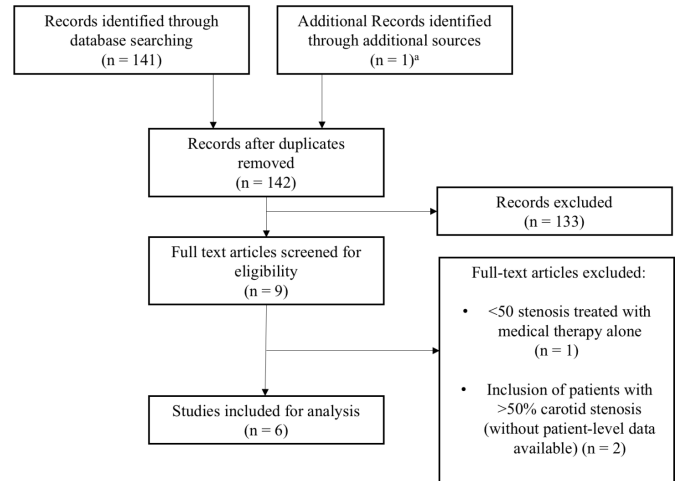 Records identified through
database searching
(n = 141)
Additional Records identified
through additional sources
(n = 1)ᵃ
Records after duplicates
removed
(n = 142)
Records excluded
(n = 133)
Full text articles screened for
eligibility
(n = 9)
Full-text articles excluded:
• <50 stenosis treated with
medical therapy alone
(n = 1)
• Inclusion of patients with
>50% carotid stenosis
(without patient-level data
available) (n = 2)
Studies included for analysis
(n = 6)